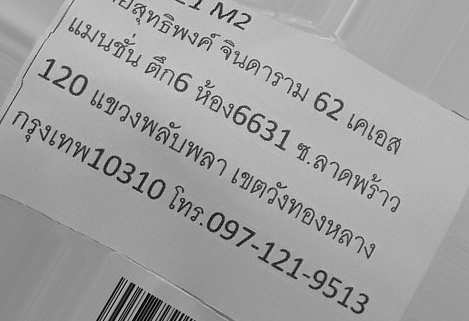 M2
สุทธิพงค์ จินดาราม 62 เคเอส
แมนชั่น ตึก6 ห้อง6631 ซ.ลาดพร้าว
120 แขวงพลับพลา เขตวังทองหลาง
กรุงเทพ10310 โทร.097-121-9513